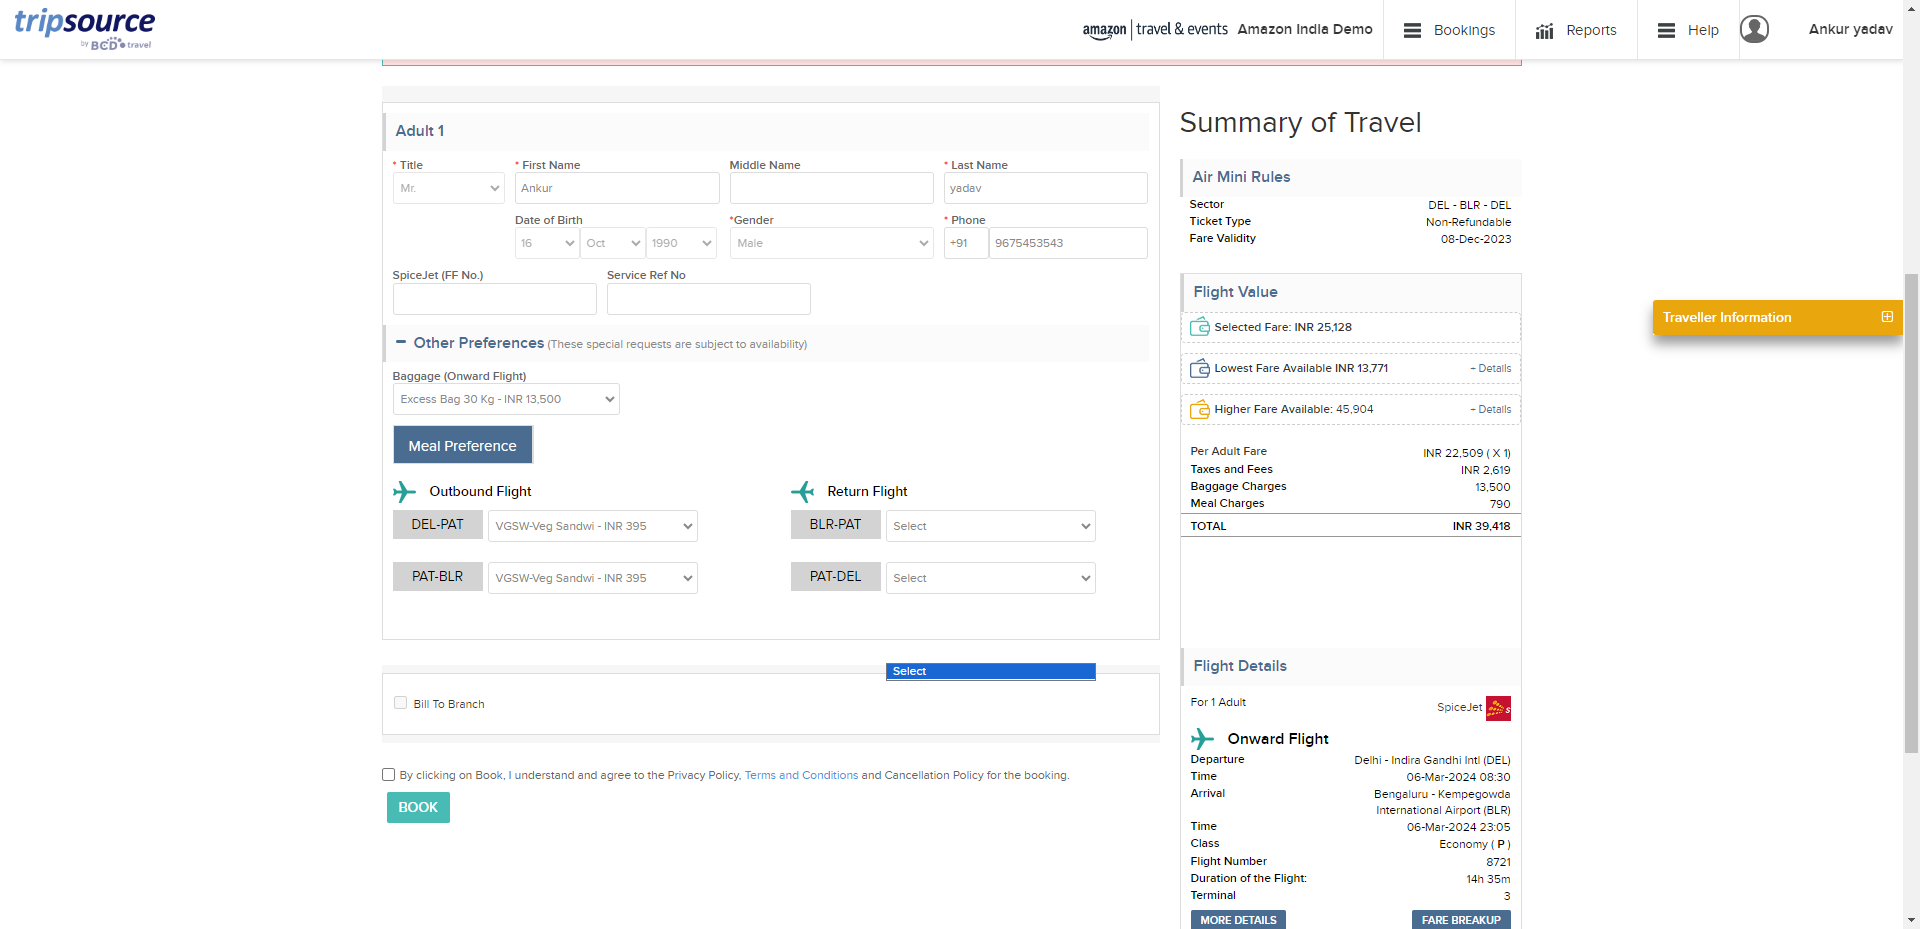 tripsource
by BCD travel
amazon | travel & events Amazon India Demo
Bookings
Reports
Help
Ankur yadav
Adult 1
* Title
* First Name
Middle Name
* Last Name
Mr.
Ankur
yadav
Date of Birth
*Gender
* Phone
16
Oct
1990
Male
+91
9675453543
SpiceJet (FF No.)
Service Ref No
− Other Preferences (These special requests are subject to availability)
Baggage (Onward Flight)
Excess Bag 30 Kg - INR 13,500
Meal Preference
Outbound Flight
Return Flight
DEL-PAT
VGSW-Veg Sandwi - INR 395
BLR-PAT
Select
PAT-BLR
VGSW-Veg Sandwi - INR 395
PAT-DEL
Select
Select
Bill To Branch
By clicking on Book, I understand and agree to the Privacy Policy, Terms and Conditions and Cancellation Policy for the booking.
BOOK
Summary of Travel
Air Mini Rules
Sector DEL - BLR - DEL
Ticket Type Non-Refundable
Fare Validity 08-Dec-2023
Flight Value
Selected Fare: INR 25,128
Lowest Fare Available INR 13,771 + Details
Higher Fare Available: 45,904 + Details
Per Adult Fare INR 22,509 ( X 1)
Taxes and Fees INR 2,619
Baggage Charges 13,500
Meal Charges 790
TOTAL INR 39,418
Flight Details
For 1 Adult SpiceJet
Onward Flight
Departure Delhi - Indira Gandhi Intl (DEL)
Time 06-Mar-2024 08:30
Arrival Bengaluru - Kempegowda
International Airport (BLR)
Time 06-Mar-2024 23:05
Class Economy ( P )
Flight Number 8721
Duration of the Flight: 14h 35m
Terminal 3
MORE DETAILS
FARE BREAKUP
Traveller Information